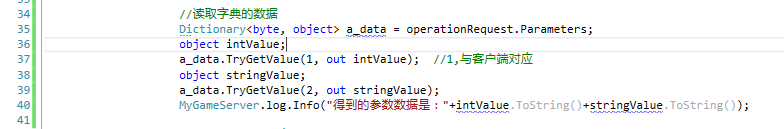 34 //读取字典的数据
35 Dictionary<byte, object> a_data = operationRequest.Parameters;
36 object intValue;
37 a_data.TryGetValue(1, out intValue); //1,与客户端对应
38 object stringValue;
39 a_data.TryGetValue(2, out stringValue);
40 MyGameServer.log.Info("得到的参数数据是："+intValue.ToString()+stringValue.ToString());
41